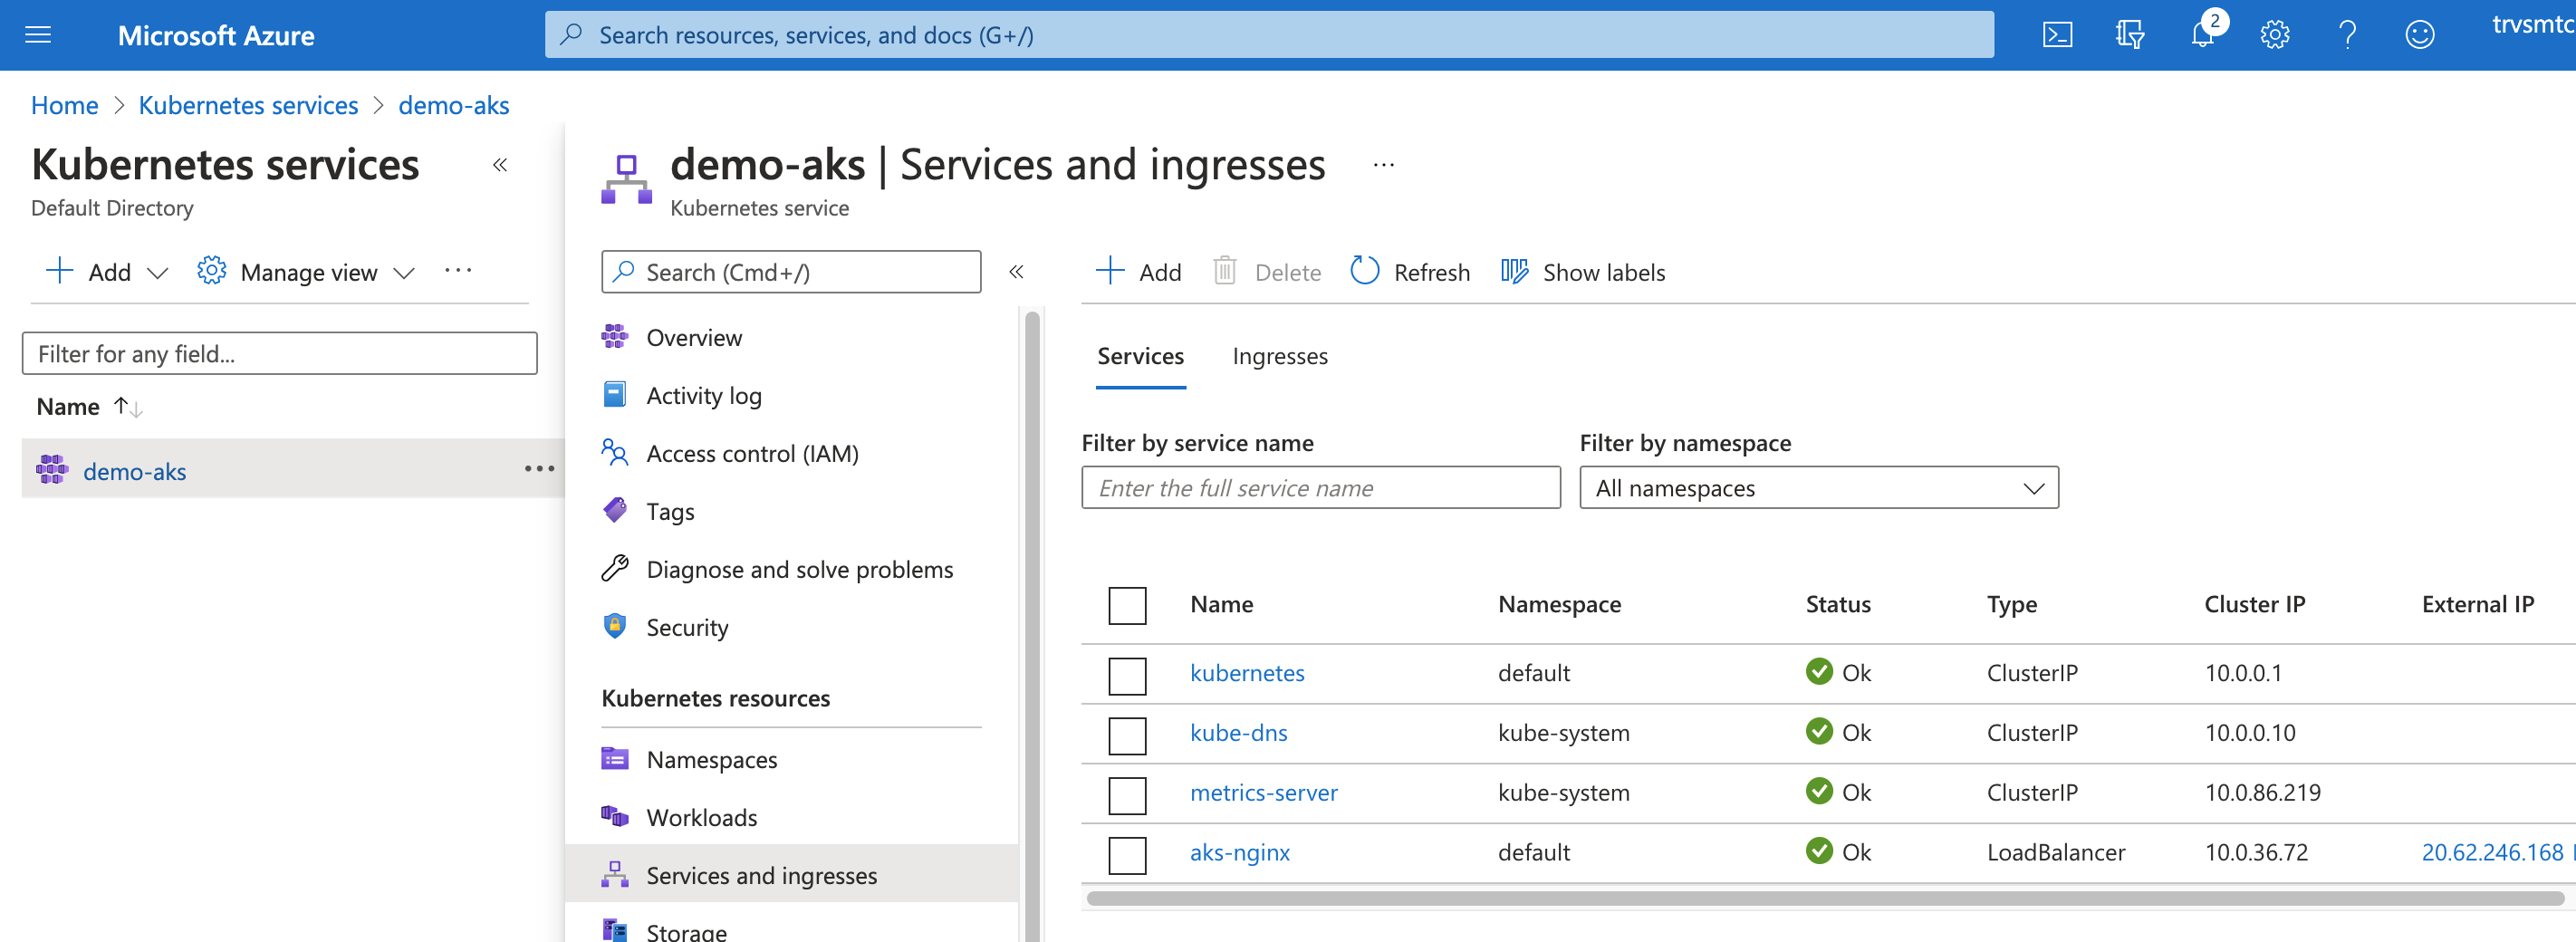 Microsoft Azure
Search resources, services, and docs (G+/)
2
trvsmtc
Home > Kubernetes services > demo-aks
Kubernetes services «
Default Directory
+ Add Manage view ...
Filter for any field...
Name ↑↓
demo-aks ...
demo-aks | Services and ingresses ...
Kubernetes service
Search (Cmd+/) «
Overview
Activity log
Access control (IAM)
Tags
Diagnose and solve problems
Security
Kubernetes resources
Namespaces
Workloads
Services and ingresses
Storage
+ Add Delete Refresh Show labels
Services Ingresses
Filter by service name Filter by namespace
Enter the full service name All namespaces
Name Namespace Status Type Cluster IP External IP
kubernetes default Ok ClusterIP 10.0.0.1
kube-dns kube-system Ok ClusterIP 10.0.0.10
metrics-server kube-system Ok ClusterIP 10.0.86.219
aks-nginx default Ok LoadBalancer 10.0.36.72 20.62.246.168